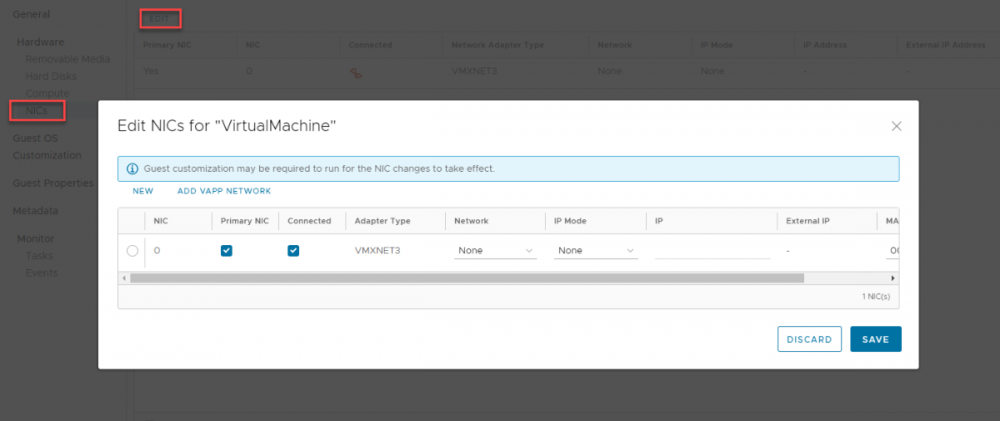 General
EDIT
Hardware
Removable Media
Hard Disks
Compute
NICs
Guest OS
Customization
Guest Properties
Metadata
Monitor
Tasks
Events
Primary NIC NIC Connected Network Adapter Type Network IP Mode IP Address External IP Address
Yes 0 VMXNET3 None None - -
Edit NICs for "VirtualMachine"
Guest customization may be required to run for the NIC changes to take effect.
NEW ADD VAPP NETWORK
NIC Primary NIC Connected Adapter Type Network IP Mode IP External IP MA
0 VMXNET3 None None - 00
1 NIC(s)
DISCARD SAVE